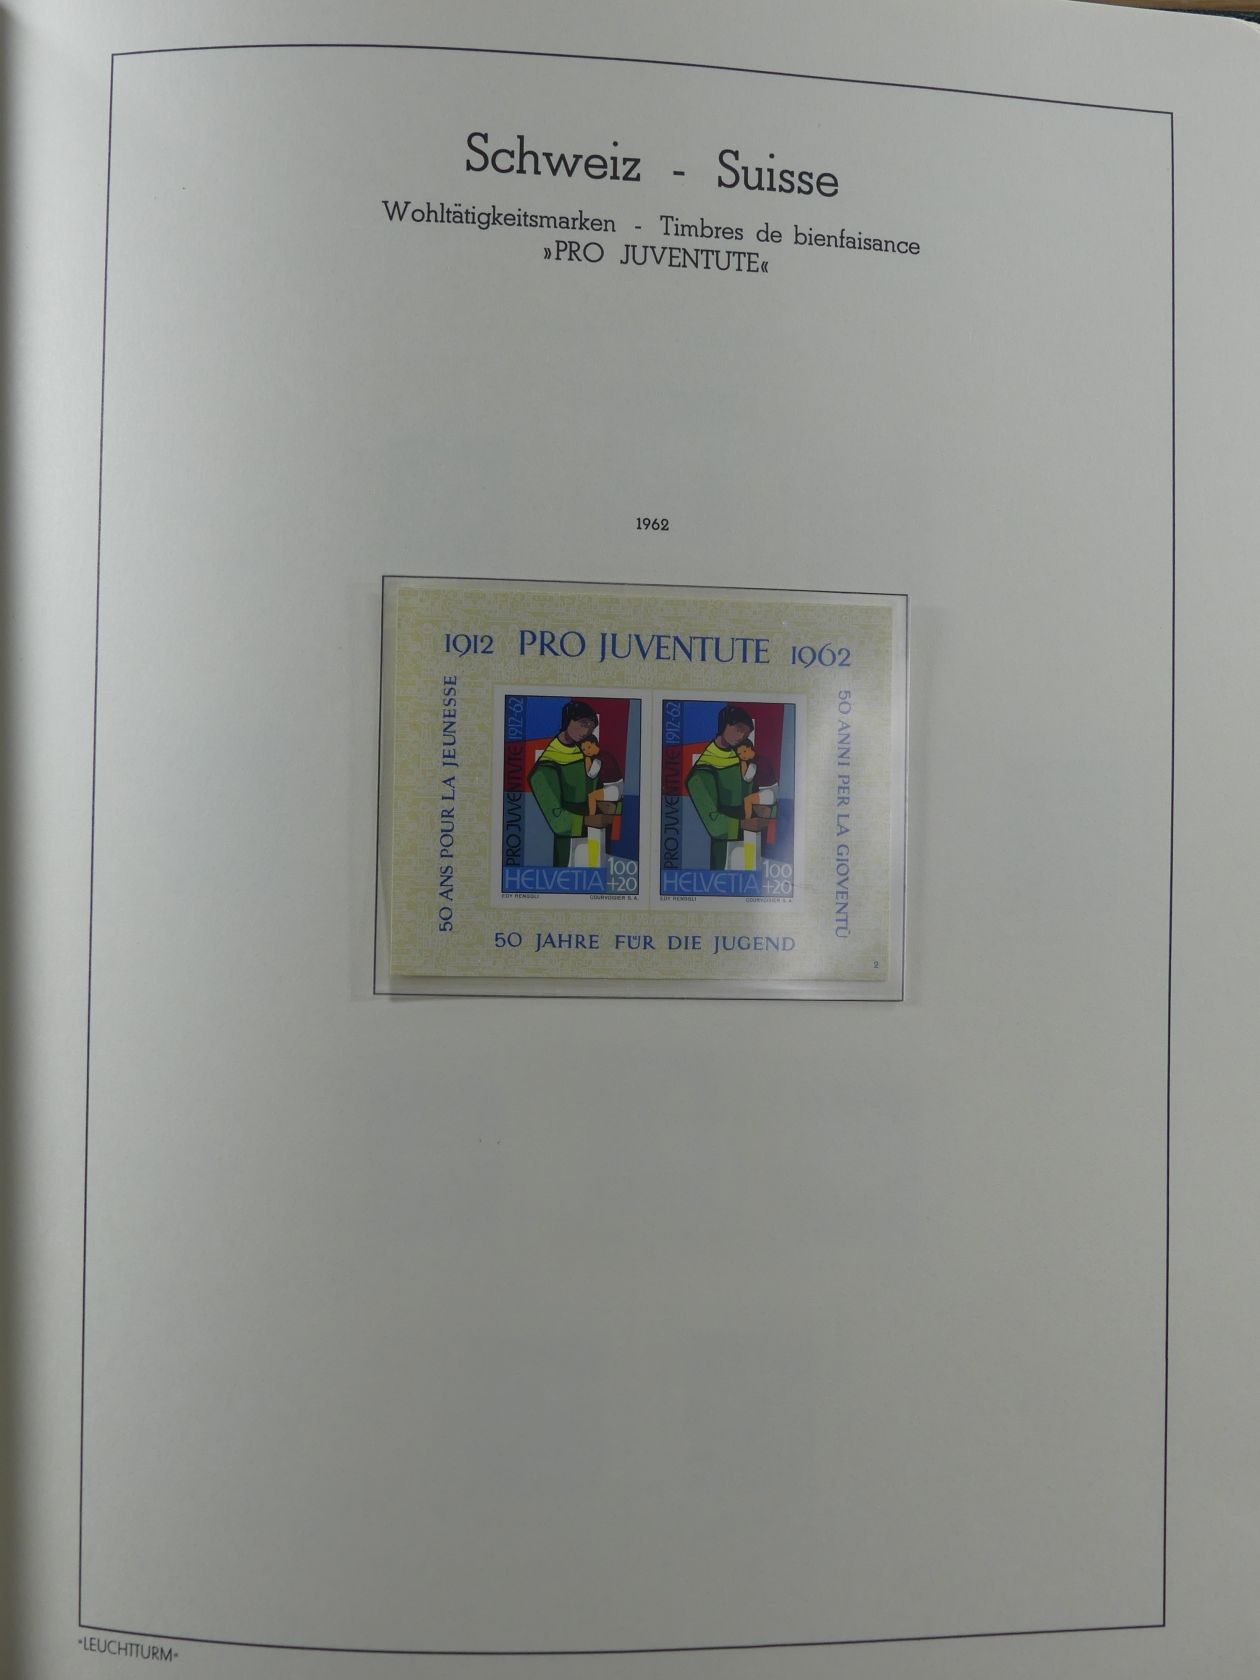 Schweiz - Suisse
Wohltätigkeitsmarken - Timbres de bienfaisance
»PRO JUVENTUTE«
1962
1912 PRO JUVENTUTE 1962
50 ANS POUR LA JEUNESSE
PRO JUVENTUTE 1912-62
100
+20
HELVETIA
EDY RENGGLI COURVOISIER S.A.
PRO JUVENTUTE 1912-62
100
+20
HELVETIA
EDY RENGGLI COURVOISIER S.A.
50 ANNI PER LA GIOVENTÙ
50 JAHRE FÜR DIE JUGEND
2
"LEUCHTTURM"